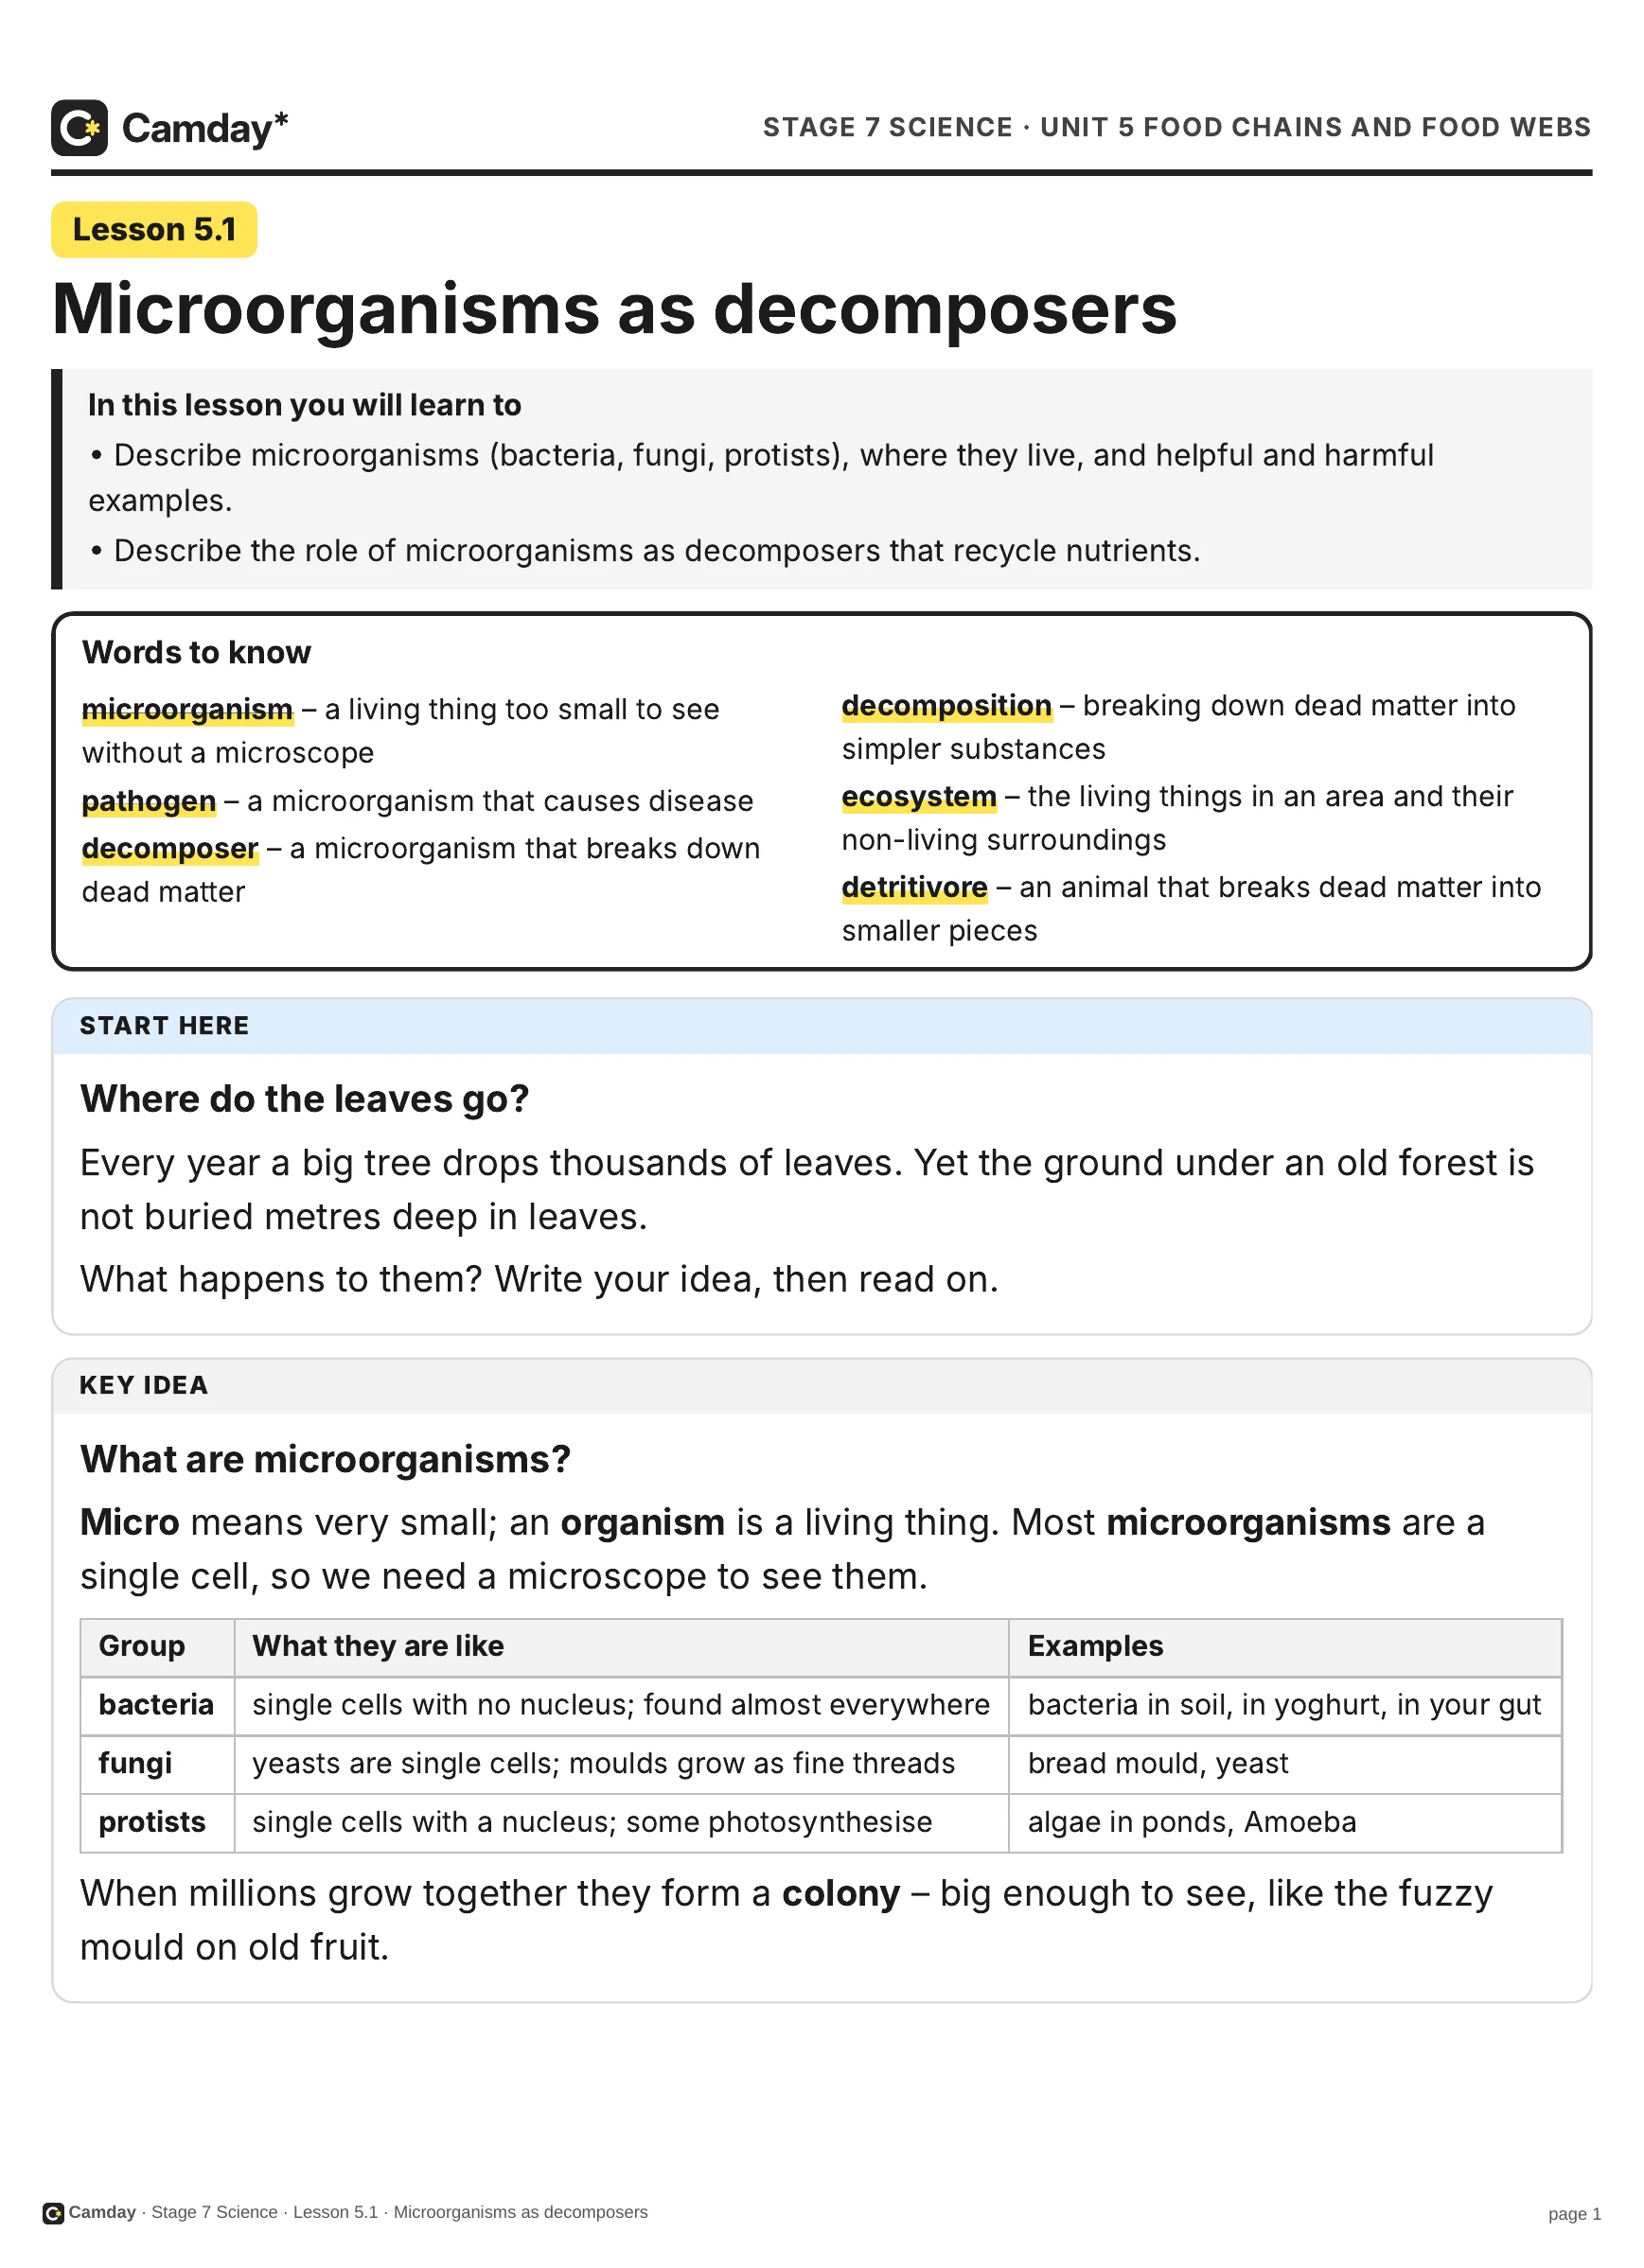 Camday*
STAGE 7 SCIENCE · UNIT 5 FOOD CHAINS AND FOOD WEBS
Lesson 5.1
Microorganisms as decomposers
In this lesson you will learn to
• Describe microorganisms (bacteria, fungi, protists), where they live, and helpful and harmful
examples.
• Describe the role of microorganisms as decomposers that recycle nutrients.
Words to know
microorganism – a living thing too small to see
without a microscope
pathogen – a microorganism that causes disease
decomposer – a microorganism that breaks down
dead matter
decomposition – breaking down dead matter into
simpler substances
ecosystem – the living things in an area and their
non-living surroundings
detritivore – an animal that breaks dead matter into
smaller pieces
START HERE
Where do the leaves go?
Every year a big tree drops thousands of leaves. Yet the ground under an old forest is
not buried metres deep in leaves.
What happens to them? Write your idea, then read on.
KEY IDEA
What are microorganisms?
Micro means very small; an organism is a living thing. Most microorganisms are a
single cell, so we need a microscope to see them.
Group What they are like Examples
bacteria single cells with no nucleus; found almost everywhere bacteria in soil, in yoghurt, in your gut
fungi yeasts are single cells; moulds grow as fine threads bread mould, yeast
protists single cells with a nucleus; some photosynthesise algae in ponds, Amoeba
When millions grow together they form a colony – big enough to see, like the fuzzy
mould on old fruit.
Camday · Stage 7 Science · Lesson 5.1 · Microorganisms as decomposers
page 1